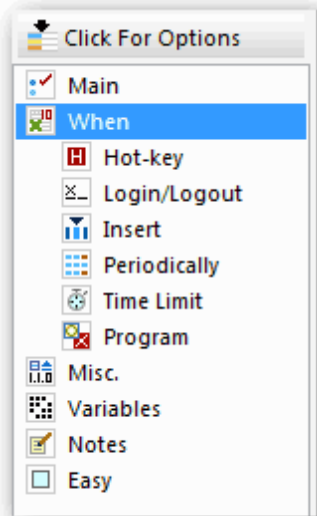 Click For Options
Main
When
Hot-key
Login/Logout
Insert
Periodically
Time Limit
Program
Misc.
Variables
Notes
Easy